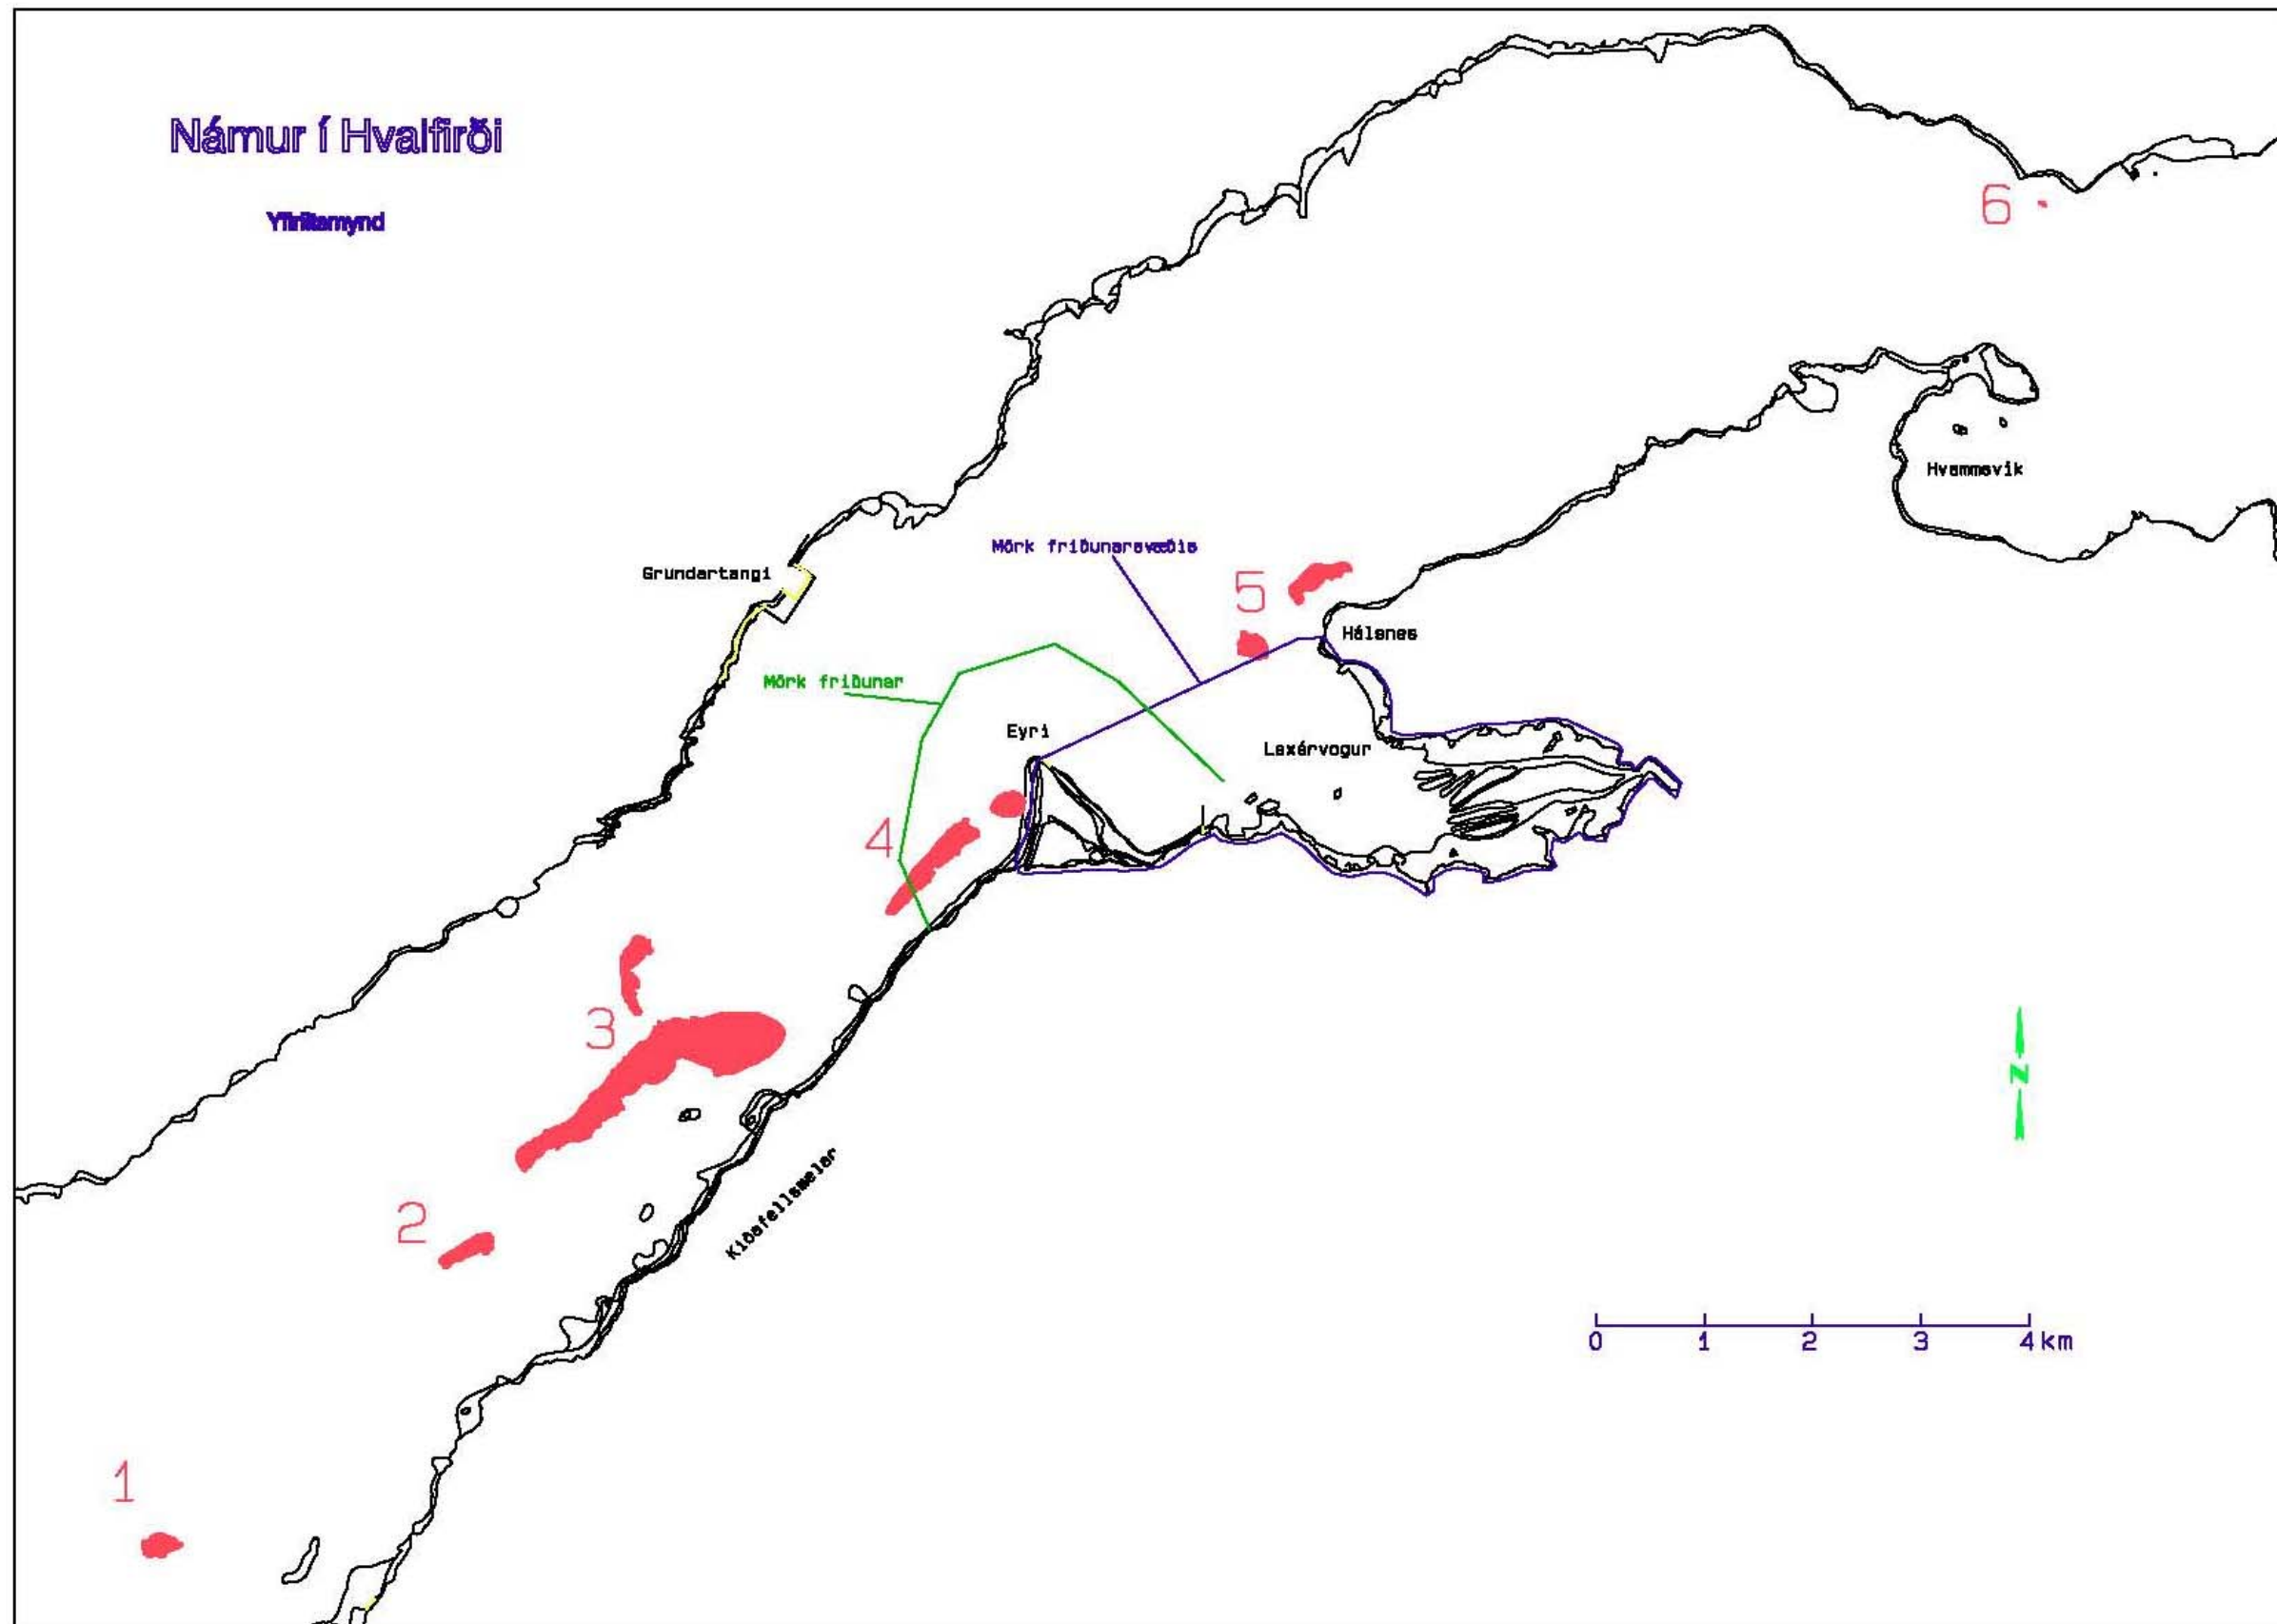 Námur í Hvalfirði
Yfirlitsmynd
6
Hvammsvík
Mörk friðunarsvæðis
Grundartangi
5
Hálsnes
Mörk friðunar
Eyri
Laxárvogur
4
3
N
Kiðafellsmelar
2
0 1 2 3 4 km
1